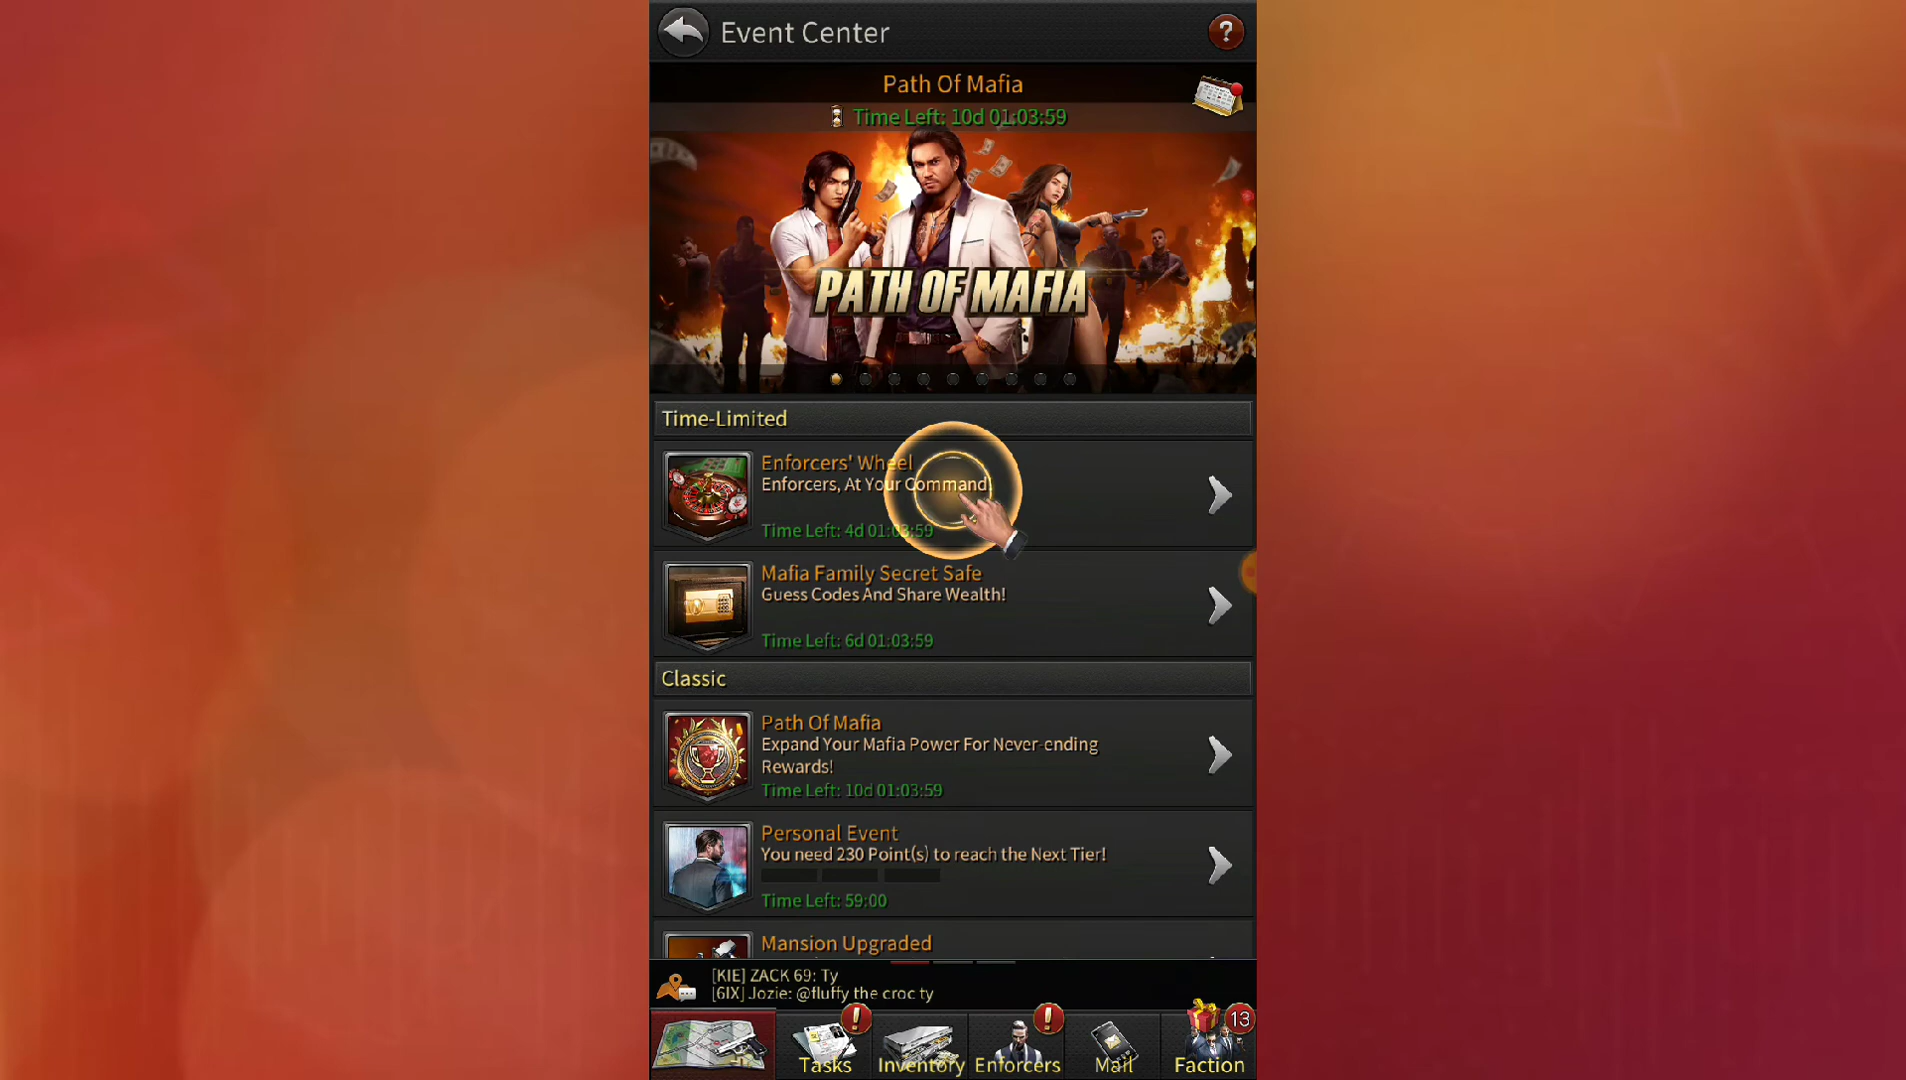 Event Center
?
Path Of Mafia
Time Left: 10d 01:03:59
PATH OF MAFIA
Time-Limited
Enforcers' Wheel
Enforcers, At Your Command!
Time Left: 4d 01:03:59
Mafia Family Secret Safe
Guess Codes And Share Wealth!
Time Left: 6d 01:03:59
Classic
Path Of Mafia
Expand Your Mafia Power For Never-ending
Rewards!
Time Left: 10d 01:03:59
Personal Event
You need 230 Point(s) to reach the Next Tier!
Time Left: 59:00
Mansion Upgraded
[KIE] ZACK 69: Ty
[6IX] Jozie: @fluffy the croc ty
! ! 13
Tasks Inventory Enforcers Mail Faction